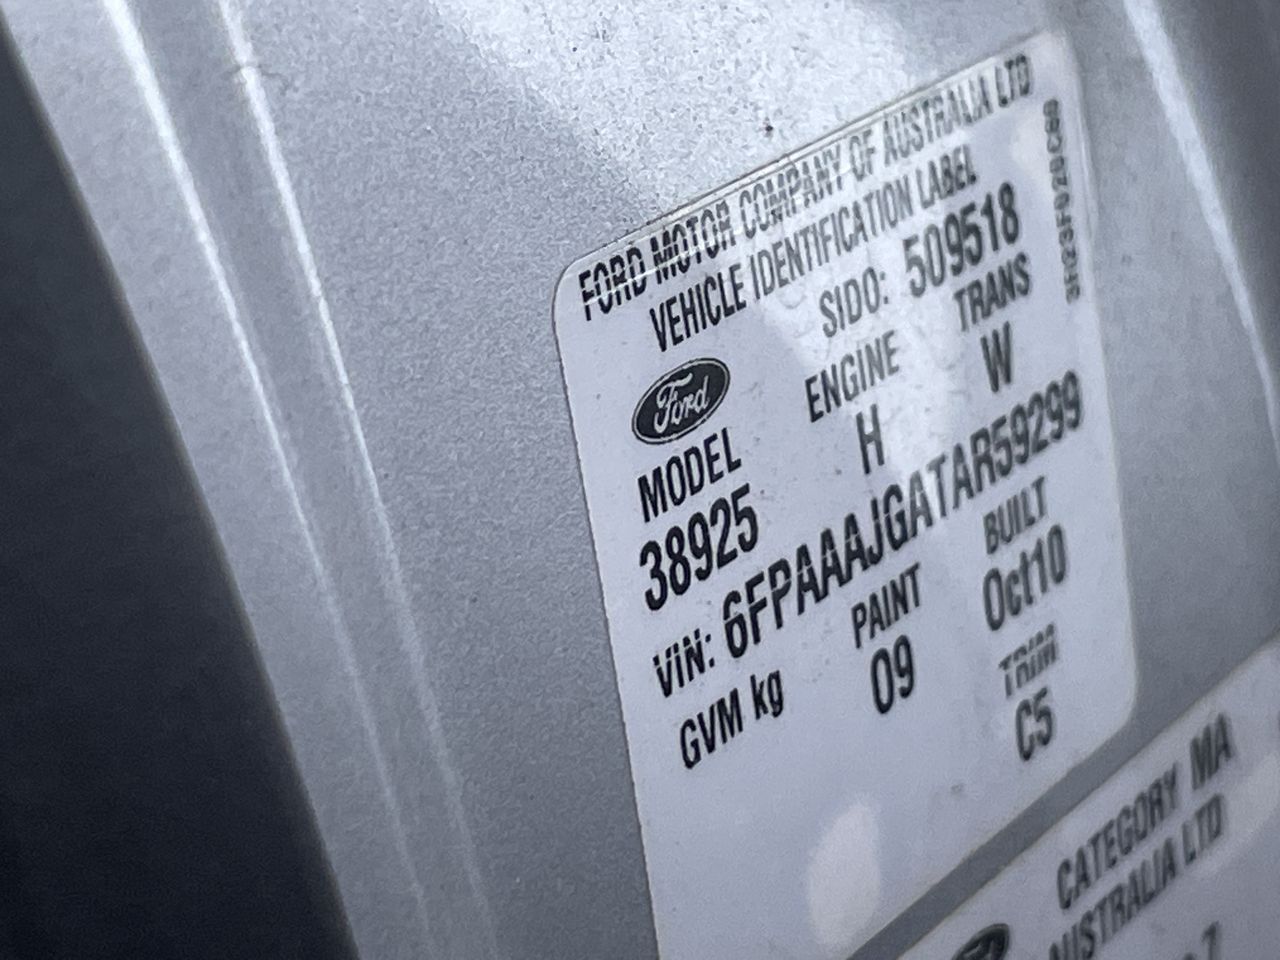 FORD MOTOR COMPANY OF AUSTRALIA LTD
VEHICLE IDENTIFICATION LABEL
SIDO: 509518
Ford
MODEL ENGINE TRANS
38925 H W
VIN: 6FPAAAJGATAR59299
GVM kg PAINT BUILT
09 Oct10
TRIM
C5
CATEGORY MA
AUSTRALIA LTD